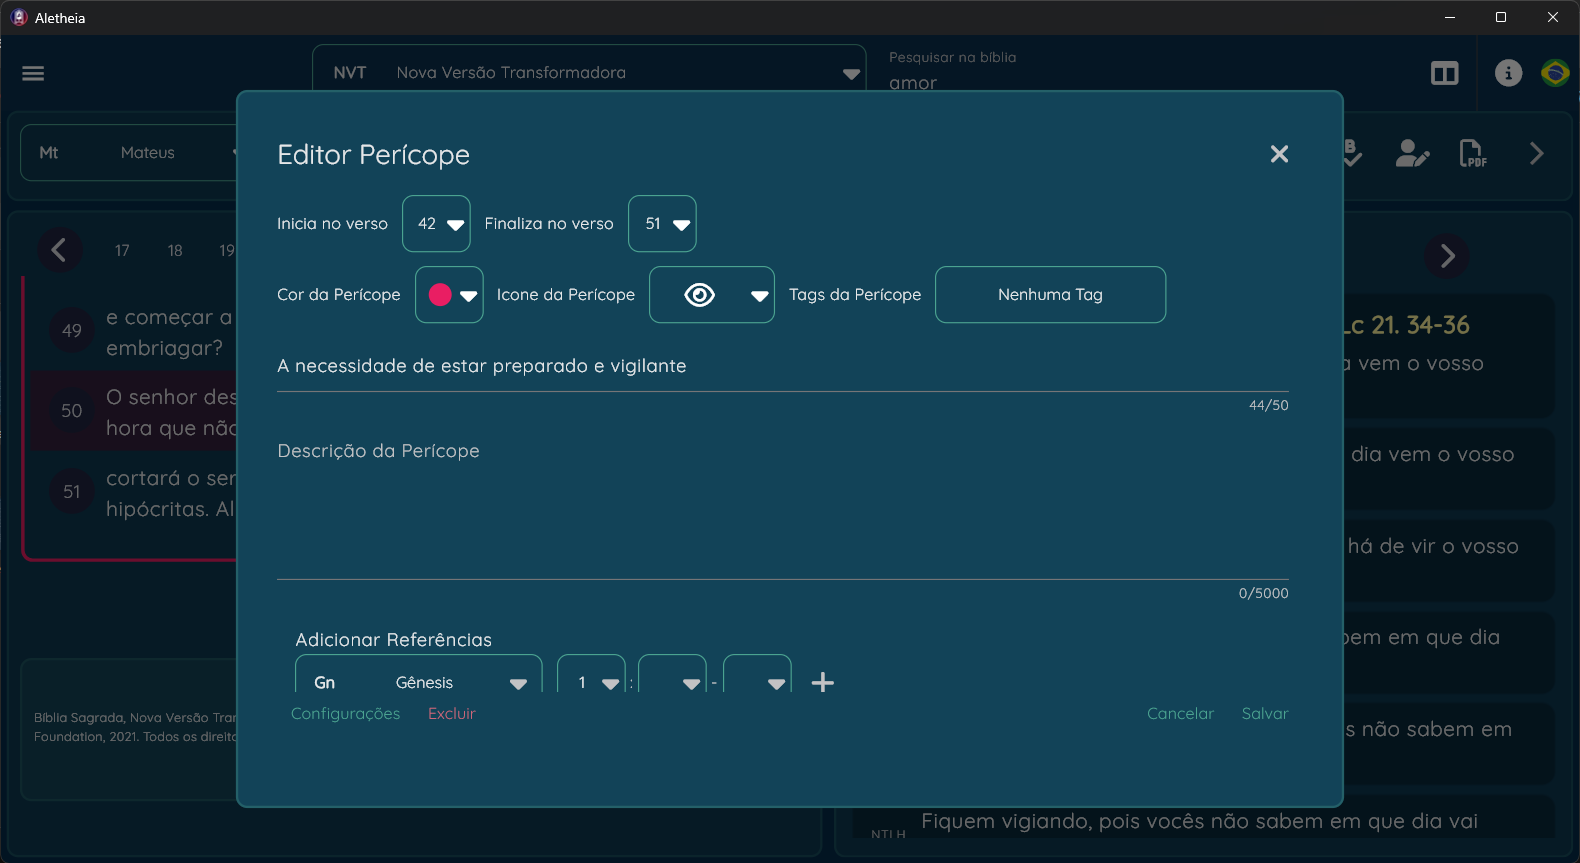 Aletheia
NVT Nova Versão Transformadora
Pesquisar na bíblia
amor
Mt Mateus
B
PDF
17 18 19
49 e começar a
embriagar?
50 O senhor des
hora que não
51 cortará o ser
hipócritas. Al
Bíblia Sagrada, Nova Versão Tran
Foundation, 2021. Todos os direito
Editor Perícope
Inicia no verso 42 Finaliza no verso 51
Cor da Perícope Icone da Perícope Tags da Perícope Nenhuma Tag
A necessidade de estar preparado e vigilante
44/50
Descrição da Perícope
0/5000
Adicionar Referências
Gn Gênesis 1 : -
Configurações Excluir Cancelar Salvar
Lc 21. 34-36
a vem o vosso
dia vem o vosso
há de vir o vosso
bem em que dia
s não sabem em
Fiquem vigiando, pois vocês não sabem em que dia vai
NTLH